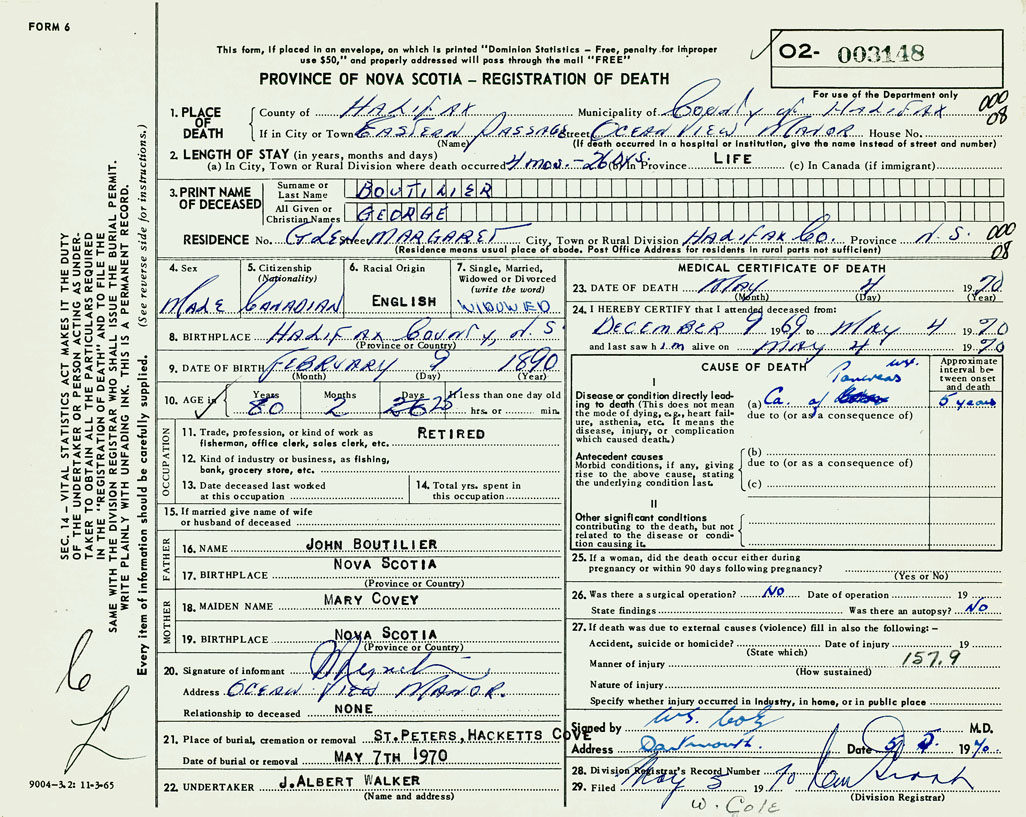 FORM 6
This form, if placed in an envelope, on which is printed "Dominion Statistics – Free, penalty for improper
use $50," and properly addressed will pass through the mail "FREE"
O2- 003148
PROVINCE OF NOVA SCOTIA – REGISTRATION OF DEATH
For use of the Department only
1. PLACE OF DEATH
County of HALIFAX Municipality of COUNTY OF HALIFAX 000 08
If in City or Town EASTERN PASSAGE Street OCEAN VIEW MANOR House No.
(Name) (If death occurred in a hospital or institution, give the name instead of street and number)
2. LENGTH OF STAY (in years, months and days)
(a) In City, Town or Rural Division where death occurred 4 mos. - 26 DYS. (b) In Province LIFE (c) In Canada (if immigrant)
3. PRINT NAME OF DECEASED
Surname or Last Name BOUTILIER
All Given or Christian Names GEORGE
RESIDENCE No. GLEN MARGARET Street City, Town or Rural Division HALIFAX CO. Province N.S. 000 08
(Residence means usual place of abode. Post Office Address for residents in rural parts not sufficient)
4. Sex MALE
5. Citizenship (Nationality) CANADIAN
6. Racial Origin ENGLISH
7. Single, Married, Widowed or Divorced (write the word) WIDOWED
8. BIRTHPLACE HALIFAX COUNTY, N.S.
(Province or Country)
9. DATE OF BIRTH FEBRUARY 9 1890
(Month) (Day) (Year)
10. AGE in Years 80 Months 2 Days 25 If less than one day old hrs. or min.
OCCUPATION
11. Trade, profession, or kind of work as fisherman, office clerk, sales clerk, etc. RETIRED
12. Kind of industry or business, as fishing, bank, grocery store, etc.
13. Date deceased last worked at this occupation
14. Total yrs. spent in this occupation
15. If married give name of wife or husband of deceased
FATHER
16. NAME JOHN BOUTILIER
17. BIRTHPLACE NOVA SCOTIA
(Province or Country)
MOTHER
18. MAIDEN NAME MARY COVEY
19. BIRTHPLACE NOVA SCOTIA
(Province or Country)
20. Signature of informant
Address OCEAN VIEW MANOR.
Relationship to deceased NONE
21. Place of burial, cremation or removal ST. PETERS, HACKETTS COVE
Date of burial or removal MAY 7TH 1970
22. UNDERTAKER J. ALBERT WALKER
(Name and address)
MEDICAL CERTIFICATE OF DEATH
23. DATE OF DEATH MAY 4 1970
(Month) (Day) (Year)
24. I HEREBY CERTIFY that I attended deceased from:
DECEMBER 9 1969 to MAY 4 1970
and last saw him alive on MAY 4 1970
CAUSE OF DEATH
Approximate interval between onset and death
I
Disease or condition directly leading to death (This does not mean the mode of dying, e.g., heart failure, asthenia, etc. It means the disease, injury, or complication which caused death.)
(a) Ca. of Pancreas 5 years
due to (or as a consequence of)
Antecedent causes
Morbid conditions, if any, giving rise to the above cause, stating the underlying condition last.
(b)
due to (or as a consequence of)
(c)
II
Other significant conditions contributing to the death, but not related to the disease or condition causing it.
25. If a woman, did the death occur either during pregnancy or within 90 days following pregnancy?
(Yes or No)
26. Was there a surgical operation? NO Date of operation 19
State findings Was there an autopsy? NO
27. If death was due to external causes (violence) fill in also the following: –
Accident, suicide or homicide? Date of injury 19
(State which)
Manner of injury 157.9
(How sustained)
Nature of injury
Specify whether injury occurred in Industry, in home, or in public place
Signed by M.D.
Address Dartmouth. Date 5 5 1970.
28. Division Registrar's Record Number
29. Filed May 5 1970
(Division Registrar)
W. Cole
SEC. 14 – VITAL STATISTICS ACT MAKES IT THE DUTY
OF THE UNDERTAKER OR PERSON ACTING AS UNDER-
TAKER TO OBTAIN ALL THE PARTICULARS REQUIRED
IN THE "REGISTRATION OF DEATH" AND TO FILE THE
SAME WITH THE DIVISION REGISTRAR WHO SHALL ISSUE THE BURIAL PERMIT.
WRITE PLAINLY WITH UNFADING INK. THIS IS A PERMANENT RECORD.
Every item of information should be carefully supplied. (See reverse side for instructions.)
9004-3.2: 11-3-65